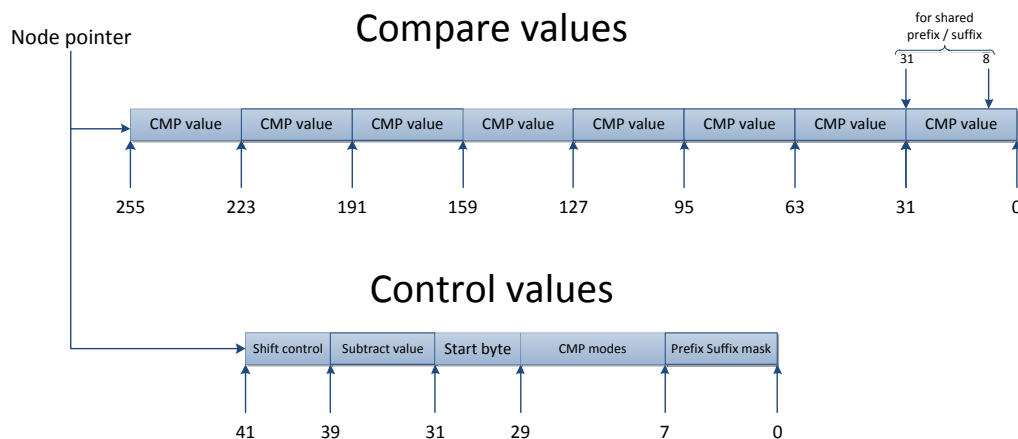 Node pointer
Compare values
for shared
prefix / suffix
31 8
CMP value CMP value CMP value CMP value CMP value CMP value CMP value CMP value
255 223 191 159 127 95 63 31 0
Control values
Shift control Subtract value Start byte CMP modes Prefix Suffix mask
41 39 31 29 7 0